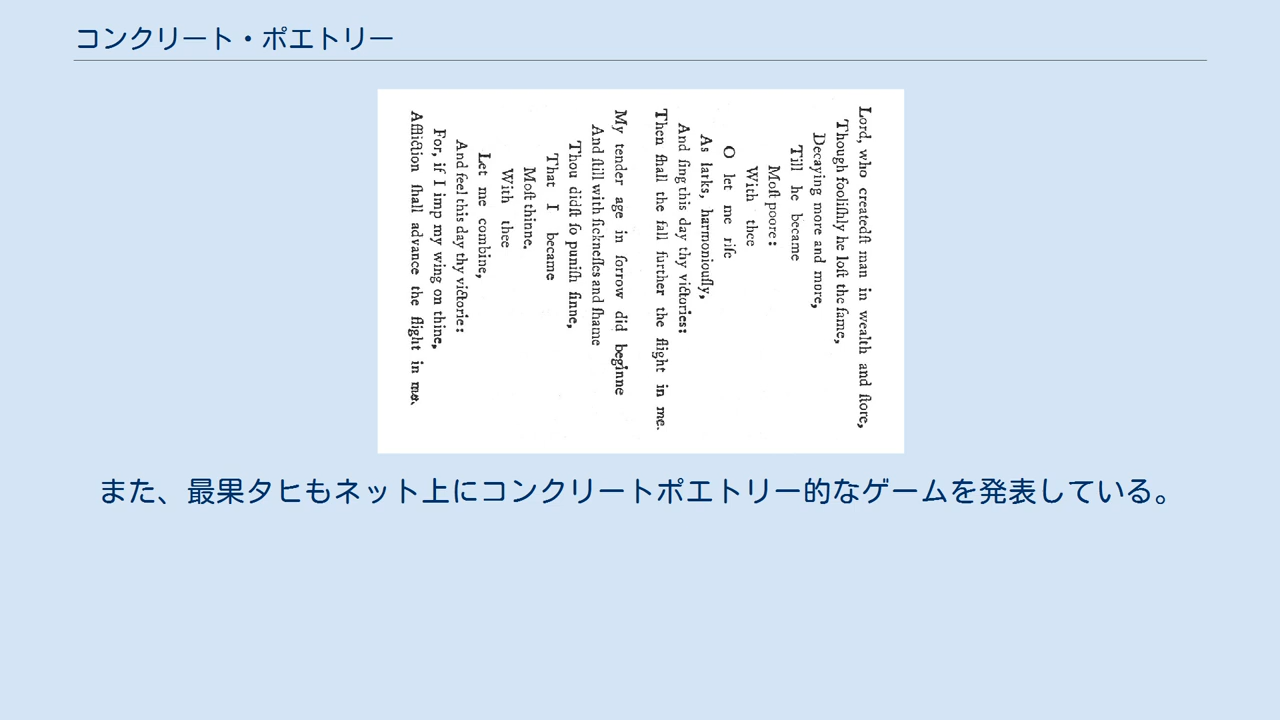 コンクリート・ポエトリー
Lord, who createdſt man in wealth and ſtore,
Though fooliſhly he loſt the ſame,
Decaying more and more,
Till he became
Moſt poore:
With thee
O let me riſe
As larks, harmoniouſly,
And ſing this day thy victories:
Then ſhall the fall further the flight in me.
My tender age in ſorrow did beginne
And ſtill with ſickneſſes and ſhame
Thou didſt ſo puniſh ſinne,
That I became
Moſt thinne.
With thee
Let me combine,
And feel this day thy victorie:
For, if I imp my wing on thine,
Affliction ſhall advance the flight in me.
また、最果タヒもネット上にコンクリートポエトリー的なゲームを発表している。